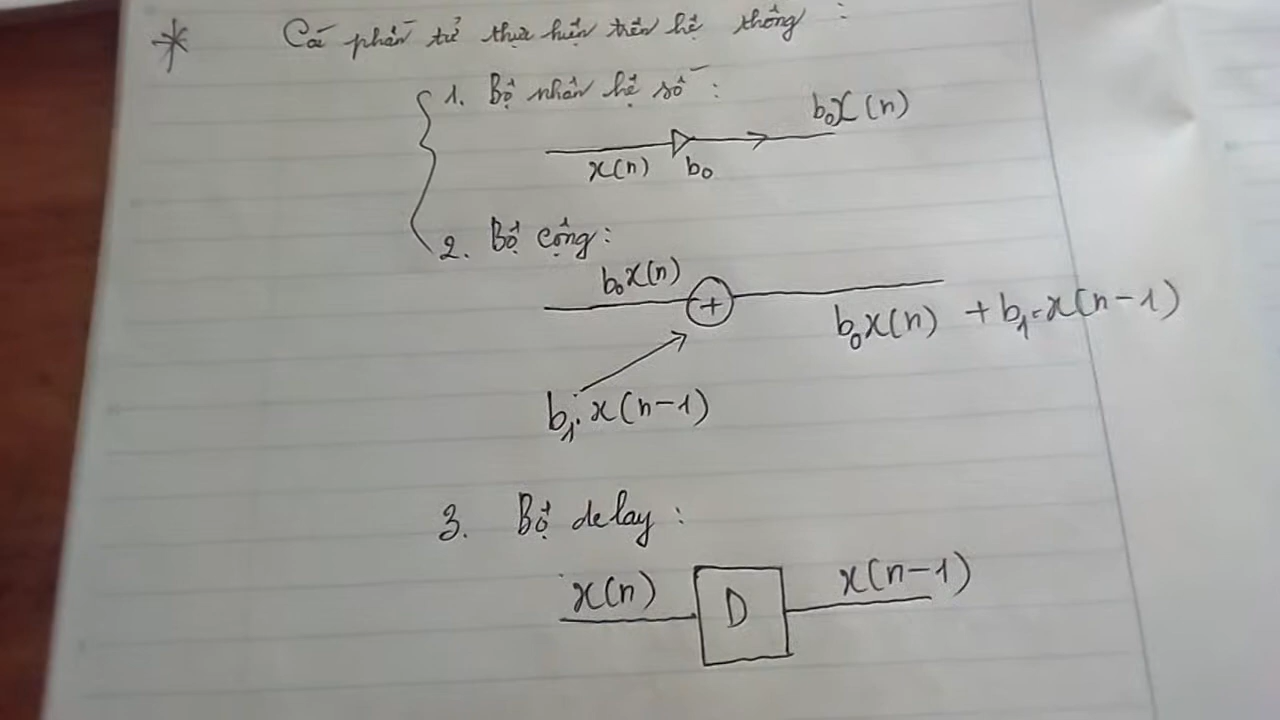 * Các phần tử thực hiện trên hệ thống :
1. Bộ nhân hệ số :
b₀x(n)
x(n) b₀
2. Bộ cộng :
b₀x(n)
+
b₀x(n) + b₁.x(n-1)
b₁.x(n-1)
3. Bộ delay :
x(n) D x(n-1)